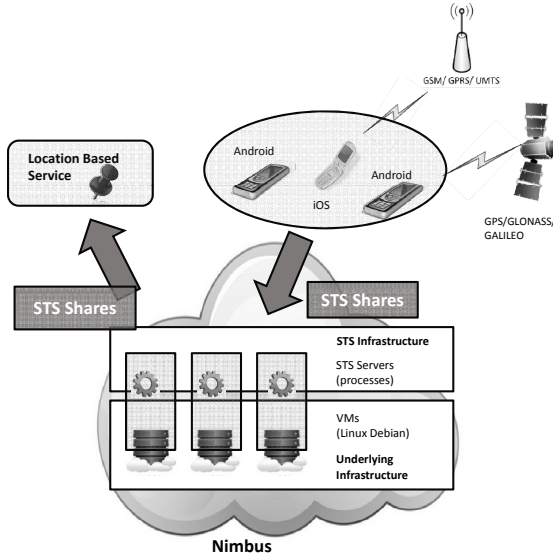 GSM/ GPRS/ UMTS
Location Based
Service
Android
Android
iOS
GPS/GLONASS/
GALILEO
STS Shares
STS Shares
STS Infrastructure
STS Servers
(processes)
VMs
(Linux Debian)
Underlying
Infrastructure
Nimbus